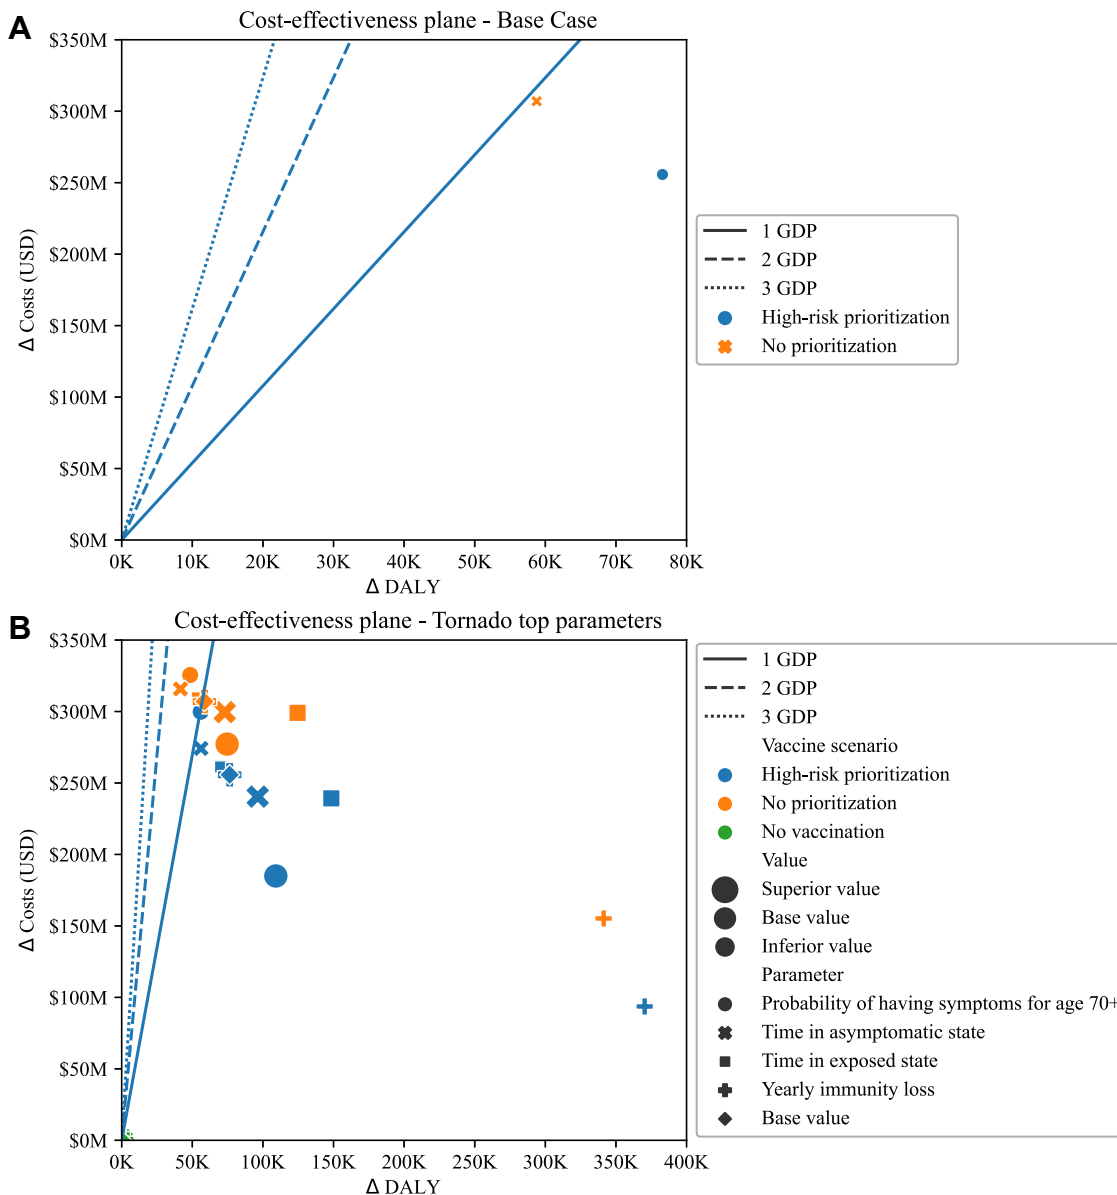 A
Cost-effectiveness plane - Base Case
$350M
$300M
$250M
$200M
$150M
$100M
$50M
$0M
Δ Costs (USD)
0K 10K 20K 30K 40K 50K 60K 70K 80K
Δ DALY
1 GDP
2 GDP
3 GDP
High-risk prioritization
No prioritization
B
Cost-effectiveness plane - Tornado top parameters
$350M
$300M
$250M
$200M
$150M
$100M
$50M
$0M
Δ Costs (USD)
0K 50K 100K 150K 200K 250K 300K 350K 400K
Δ DALY
1 GDP
2 GDP
3 GDP
Vaccine scenario
High-risk prioritization
No prioritization
No vaccination
Value
Superior value
Base value
Inferior value
Parameter
Probability of having symptoms for age 70+
Time in asymptomatic state
Time in exposed state
Yearly immunity loss
Base value